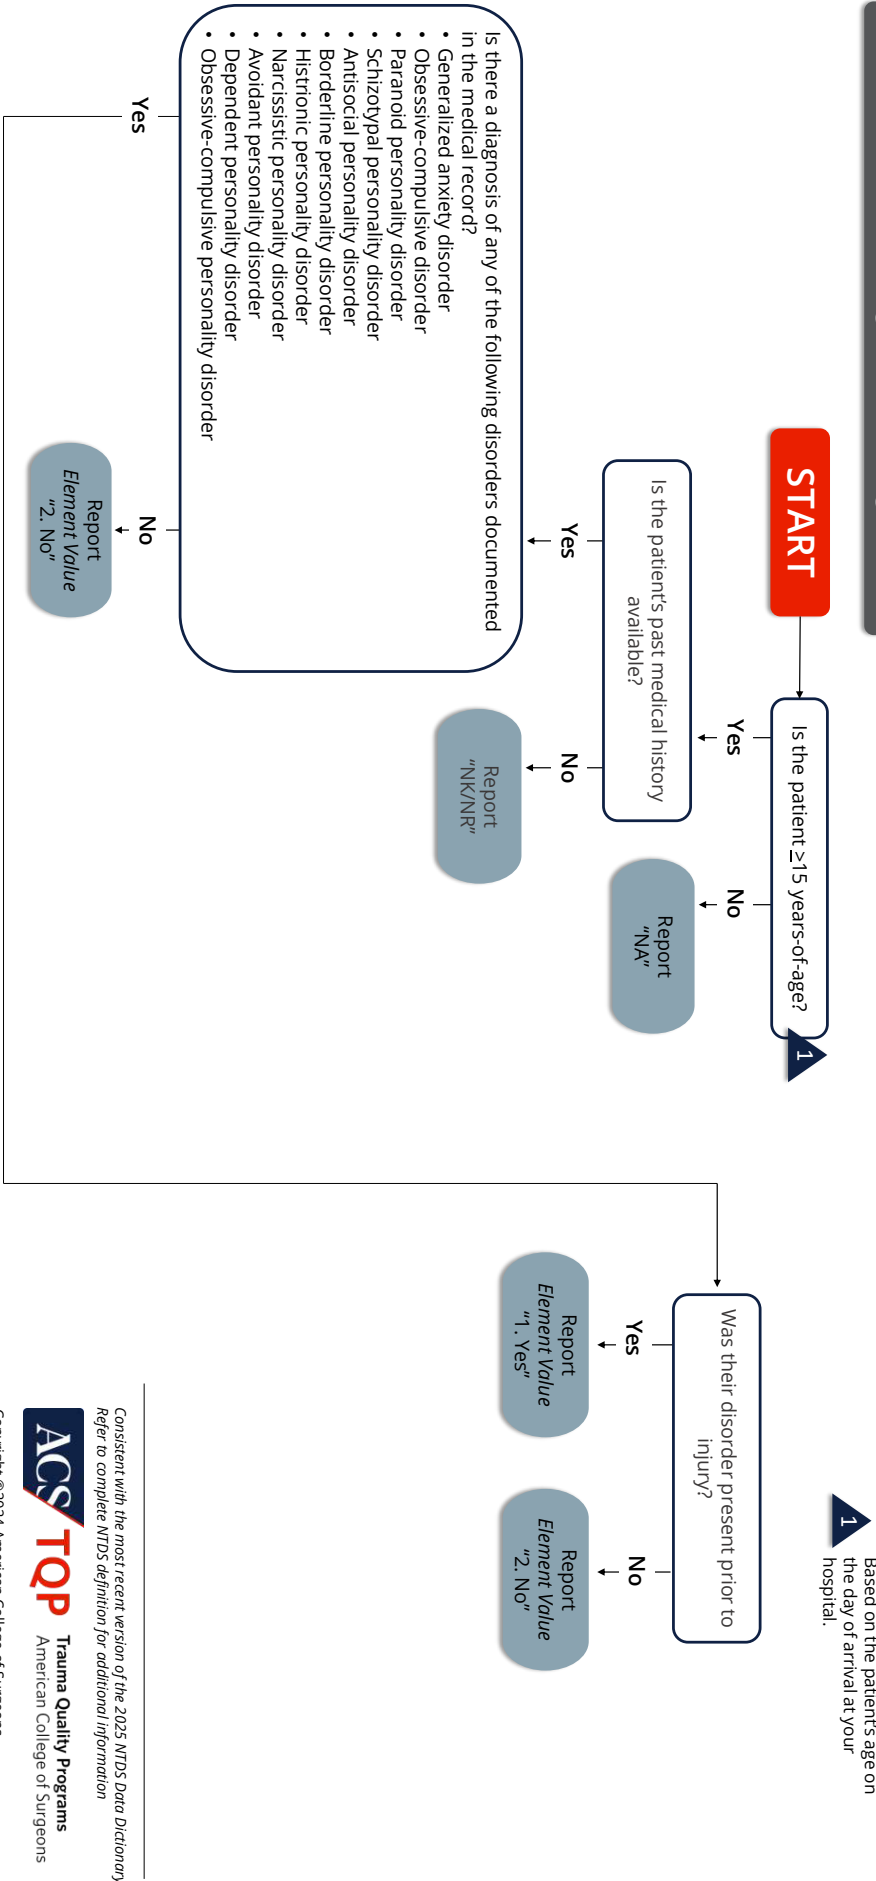 START
Is the patient ≥15 years-of-age?
1
Yes
No
Report
"NA"
Is the patient's past medical history
available?
Yes
No
Report
"NK/NR"
Is there a diagnosis of any of the following disorders documented
in the medical record?
• Generalized anxiety disorder
• Obsessive-compulsive disorder
• Paranoid personality disorder
• Schizotypal personality disorder
• Antisocial personality disorder
• Borderline personality disorder
• Histrionic personality disorder
• Narcissistic personality disorder
• Avoidant personality disorder
• Dependent personality disorder
• Obsessive-compulsive personality disorder
Yes
No
Report
Element Value
"2. No"
1
Based on the patient's age on
the day of arrival at your
hospital.
Was their disorder present prior to
injury?
Yes
No
Report
Element Value
"1. Yes"
Report
Element Value
"2. No"
Consistent with the most recent version of the 2025 NTDS Data Dictionary
Refer to complete NTDS definition for additional information
ACS TQP
Trauma Quality Programs
American College of Surgeons
Copyright ©2024 American College of Surgeons